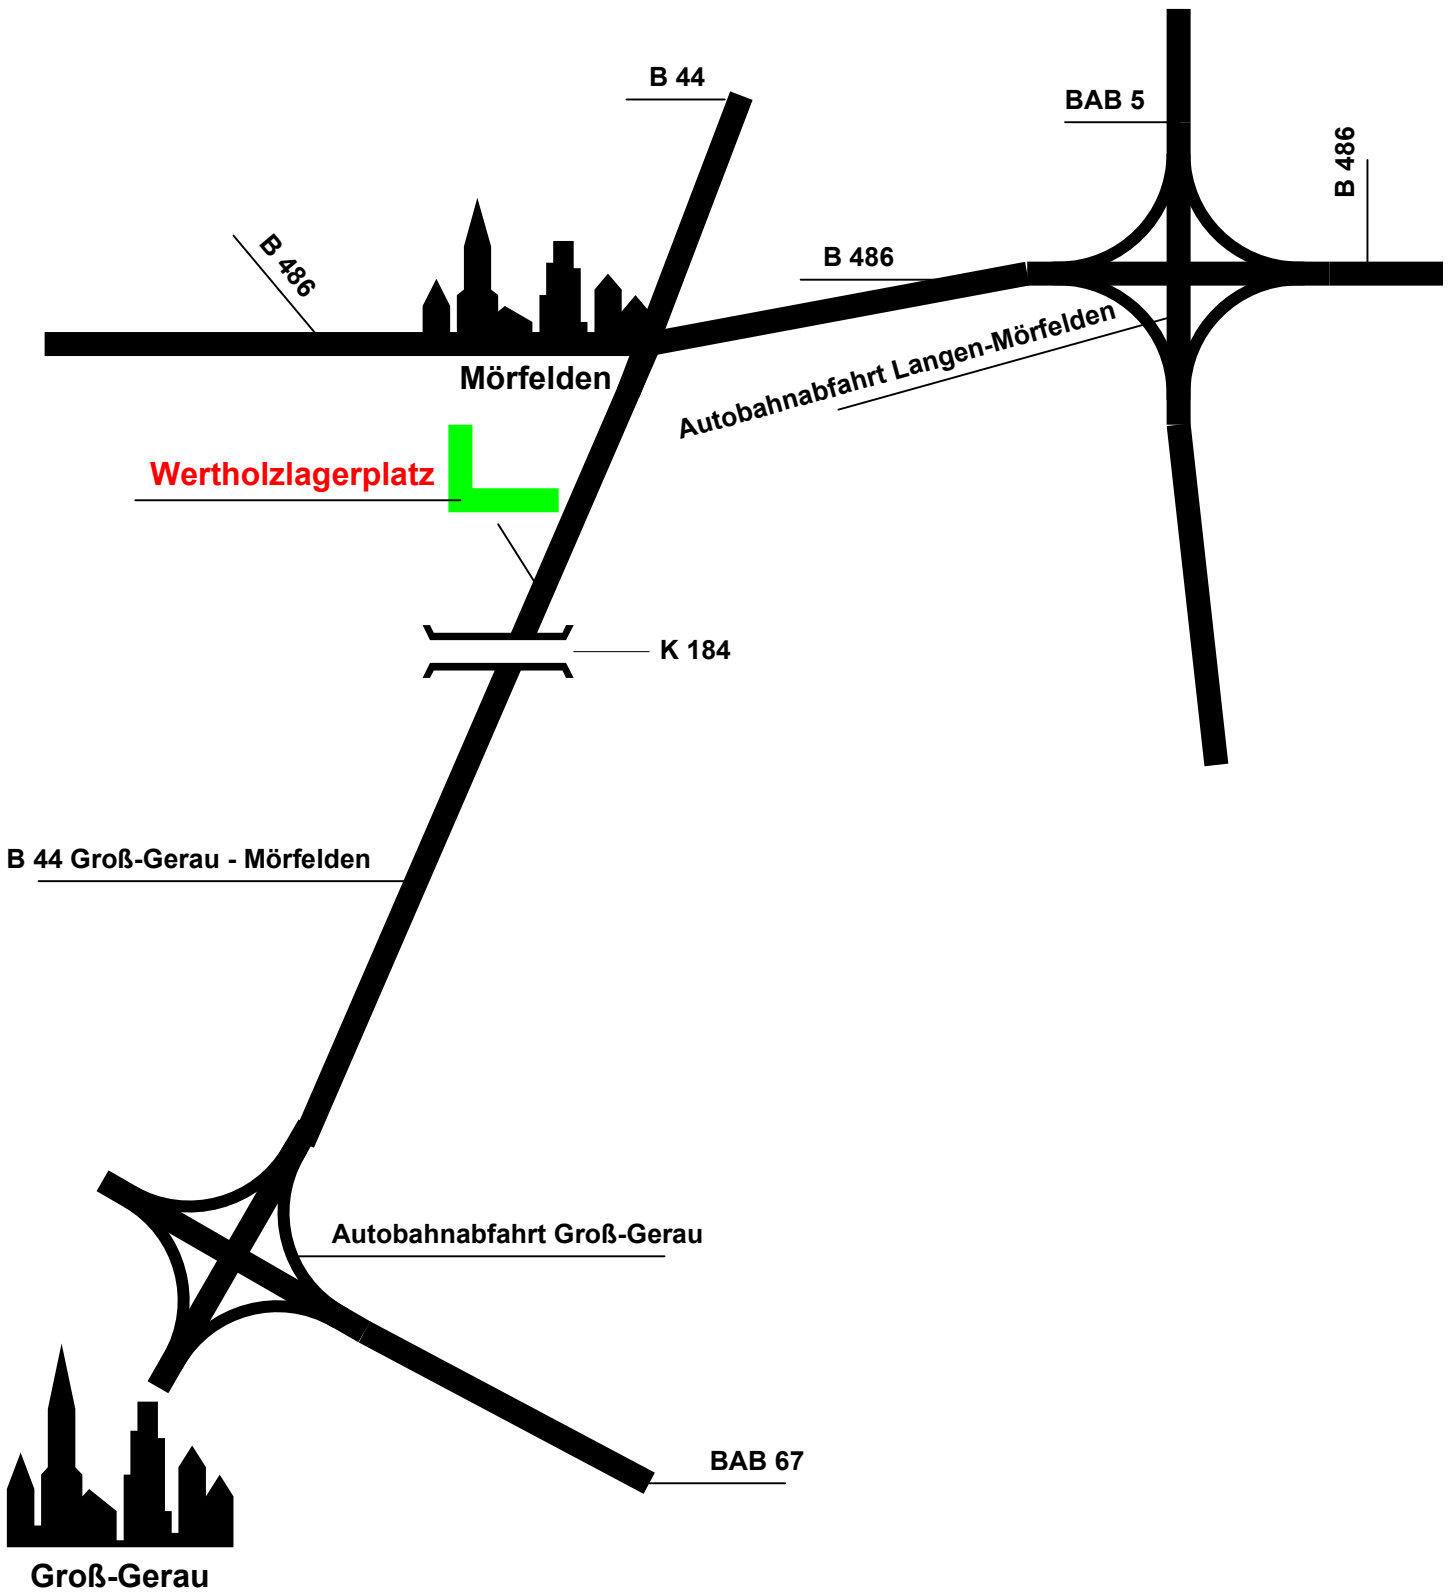 B 44
BAB 5
B 486
B 486
B 486
Autobahnabfahrt Langen-Mörfelden
Mörfelden
Wertholzlagerplatz
K 184
B 44 Groß-Gerau - Mörfelden
Autobahnabfahrt Groß-Gerau
BAB 67
Groß-Gerau